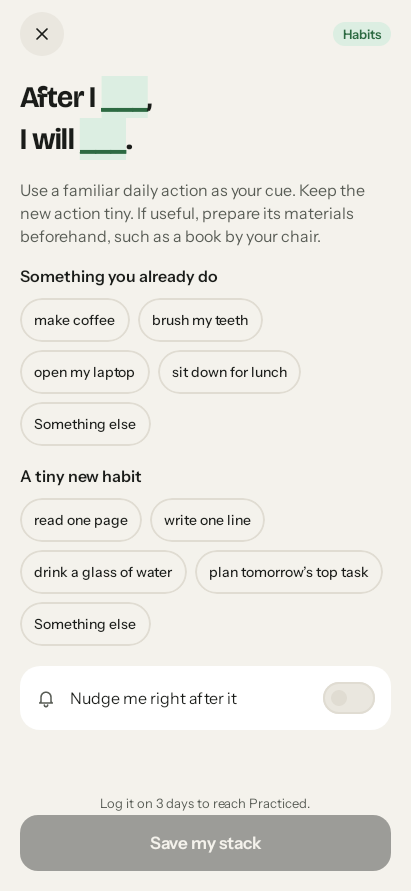 Habits
After I ___,
I will ___.
Use a familiar daily action as your cue. Keep the
new action tiny. If useful, prepare its materials
beforehand, such as a book by your chair.
Something you already do
make coffee
brush my teeth
open my laptop
sit down for lunch
Something else
A tiny new habit
read one page
write one line
drink a glass of water
plan tomorrow’s top task
Something else
Nudge me right after it
Log it on 3 days to reach Practiced.
Save my stack